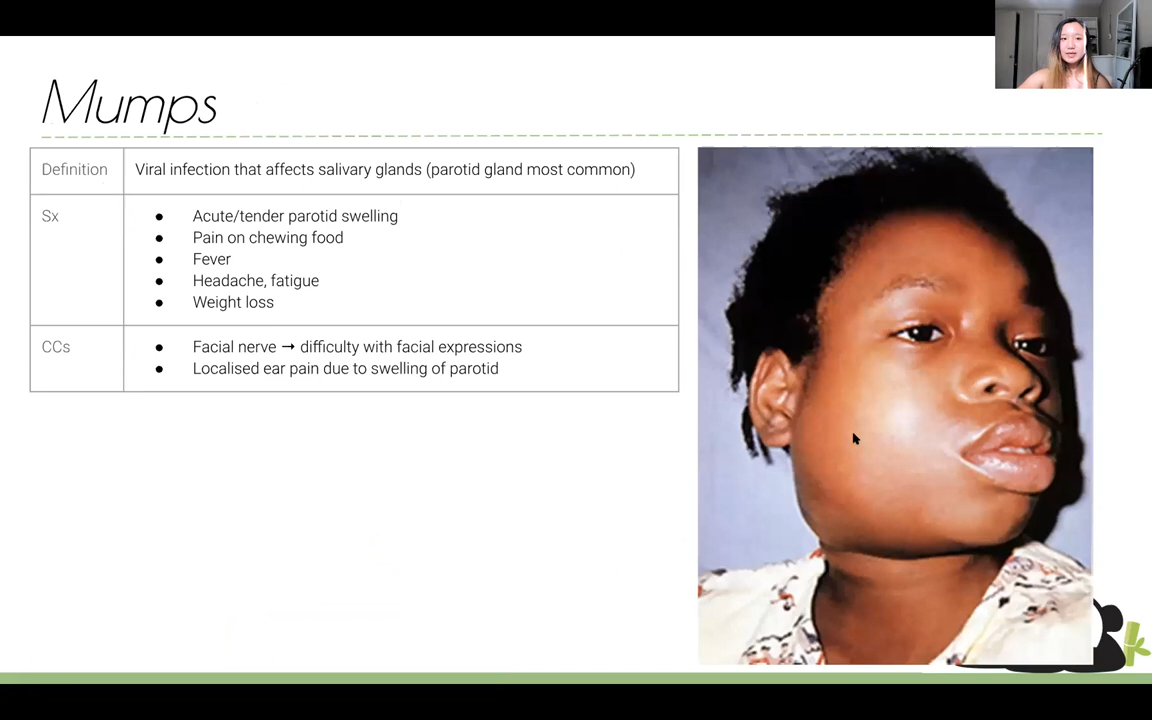 Mumps
Definition
Viral infection that affects salivary glands (parotid gland most common)
Sx
● Acute/tender parotid swelling
● Pain on chewing food
● Fever
● Headache, fatigue
● Weight loss
CCs
● Facial nerve → difficulty with facial expressions
● Localised ear pain due to swelling of parotid